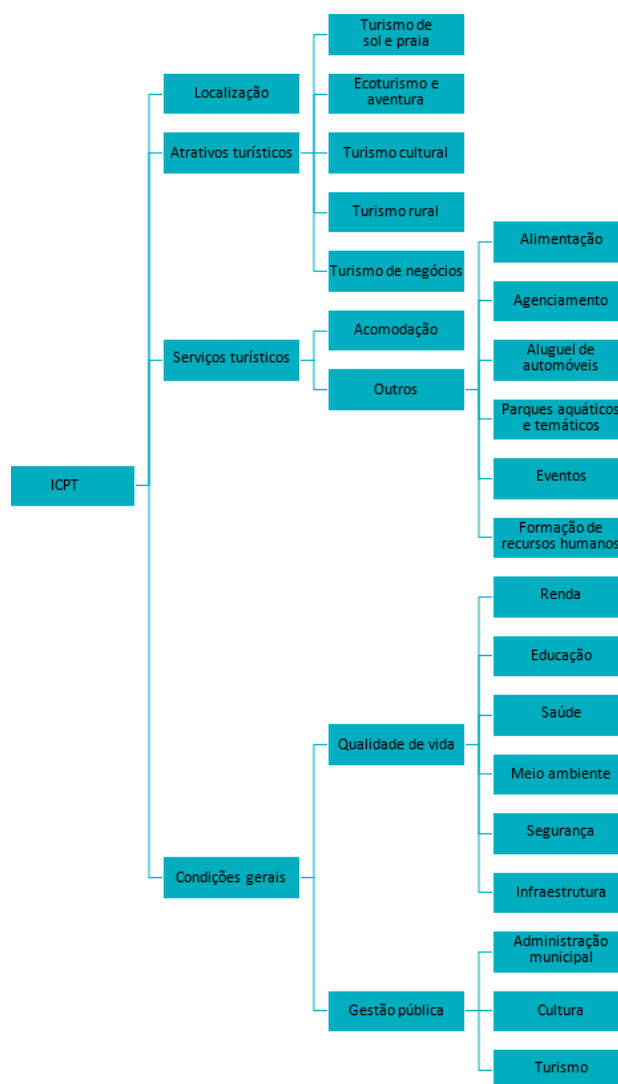 Turismo de
sol e praia
Localização
Ecoturismo e
aventura
Atrativos turísticos
Turismo cultural
Turismo rural
Alimentação
Turismo de negócios
Agenciamento
Acomodação
Serviços turísticos
Aluguel de
automóveis
Outros
Parques aquáticos
e temáticos
ICPT
Eventos
Formação de
recursos humanos
Renda
Educação
Saúde
Qualidade de vida
Meio ambiente
Segurança
Condições gerais
Infraestrutura
Administração
municipal
Gestão pública
Cultura
Turismo